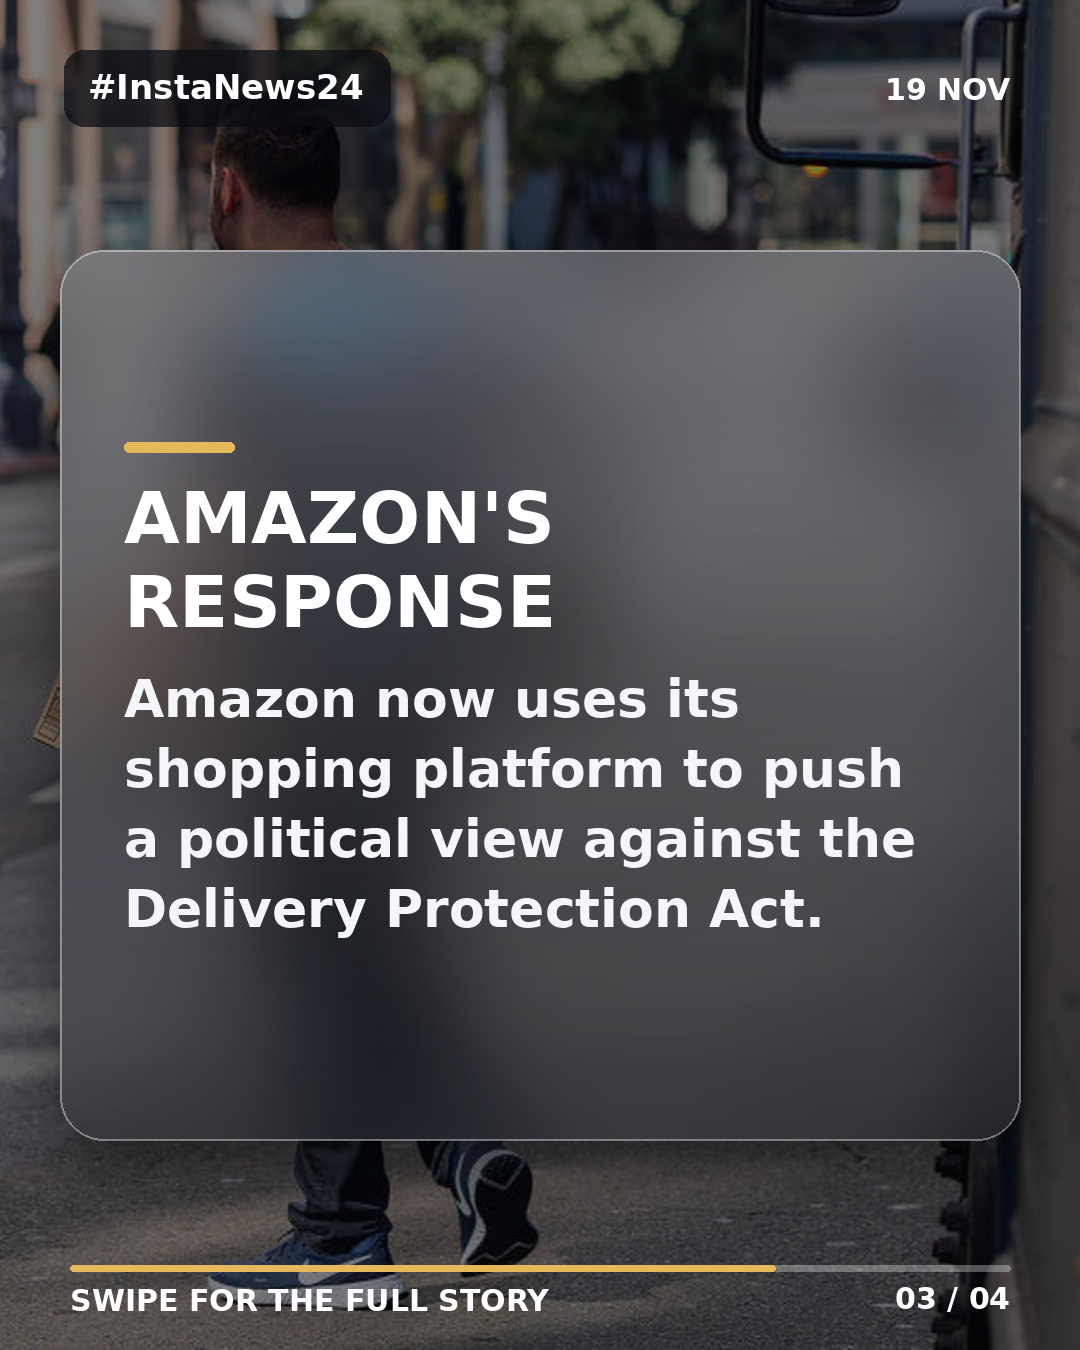 #InstaNews24
19 NOV
AMAZON'S
RESPONSE
Amazon now uses its
shopping platform to push
a political view against the
Delivery Protection Act.
SWIPE FOR THE FULL STORY
03 / 04